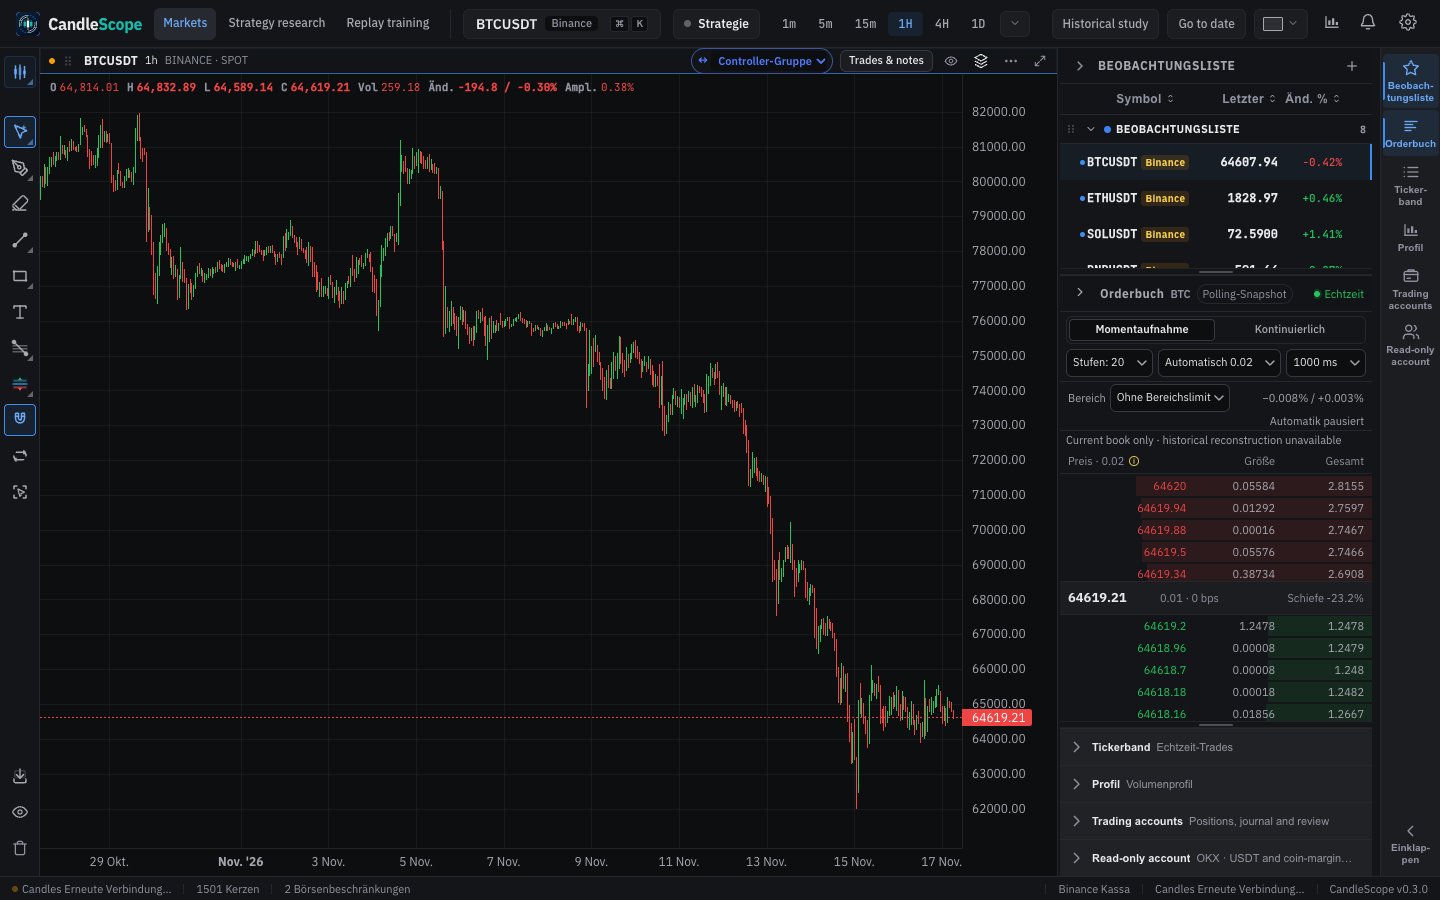 CandleScope
Markets
Strategy research
Replay training
BTCUSDT Binance ⌘ K
Strategie
1m 5m 15m 1H 4H 1D
Historical study
Go to date
BTCUSDT 1h BINANCE · SPOT
Controller-Gruppe
Trades & notes
O 64,814.01 H 64,832.89 L 64,589.14 C 64,619.21 Vol 259.18 Änd. -194.8 / -0.30% Ampl. 0.38%
82000.00
81000.00
80000.00
79000.00
78000.00
77000.00
76000.00
75000.00
74000.00
73000.00
72000.00
71000.00
70000.00
69000.00
68000.00
67000.00
66000.00
65000.00
64619.21
64000.00
63000.00
62000.00
29 Okt. Nov. '26 3 Nov. 5 Nov. 7 Nov. 9 Nov. 11 Nov. 13 Nov. 15 Nov. 17 Nov.
BEOBACHTUNGSLISTE
Symbol Letzter Änd. %
BEOBACHTUNGSLISTE 8
BTCUSDT Binance 64607.94 -0.42%
ETHUSDT Binance 1828.97 +0.46%
SOLUSDT Binance 72.5900 +1.41%
Orderbuch BTC Polling-Snapshot Echtzeit
Momentaufnahme Kontinuierlich
Stufen: 20 Automatisch 0.02 1000 ms
Bereich Ohne Bereichslimit −0.008% / +0.003%
Automatik pausiert
Current book only · historical reconstruction unavailable
Preis · 0.02 Größe Gesamt
64620 0.05584 2.8155
64619.94 0.01292 2.7597
64619.88 0.00016 2.7467
64619.5 0.05576 2.7466
64619.34 0.38734 2.6908
64619.21 0.01 · 0 bps Schiefe -23.2%
64619.2 1.2478 1.2478
64618.96 0.00008 1.2479
64618.7 0.00008 1.248
64618.18 0.00018 1.2482
64618.16 0.01856 1.2667
Tickerband Echtzeit-Trades
Profil Volumenprofil
Trading accounts Positions, journal and review
Read-only account OKX · USDT and coin-margin…
Beobach-
tungsliste
Orderbuch
Ticker-
band
Profil
Trading
accounts
Read-only
account
Einklap-
pen
Candles Erneute Verbindung… 1501 Kerzen 2 Börsenbeschränkungen
Binance Kassa Candles Erneute Verbindung… CandleScope v0.3.0